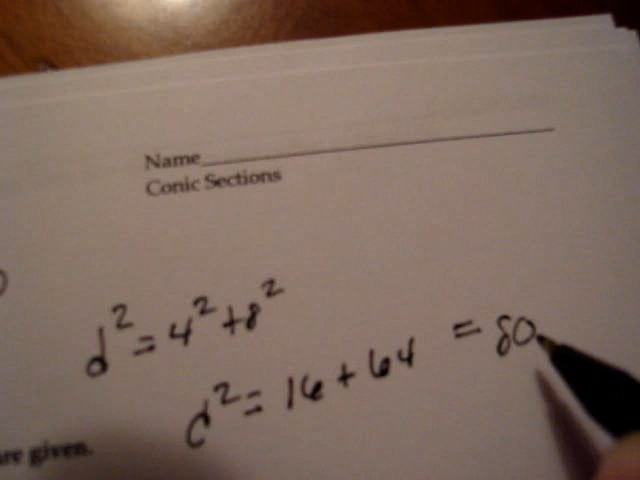 Name
Conic Sections
d² = 4² + 8²
d² = 16 + 64 = 80
are given.